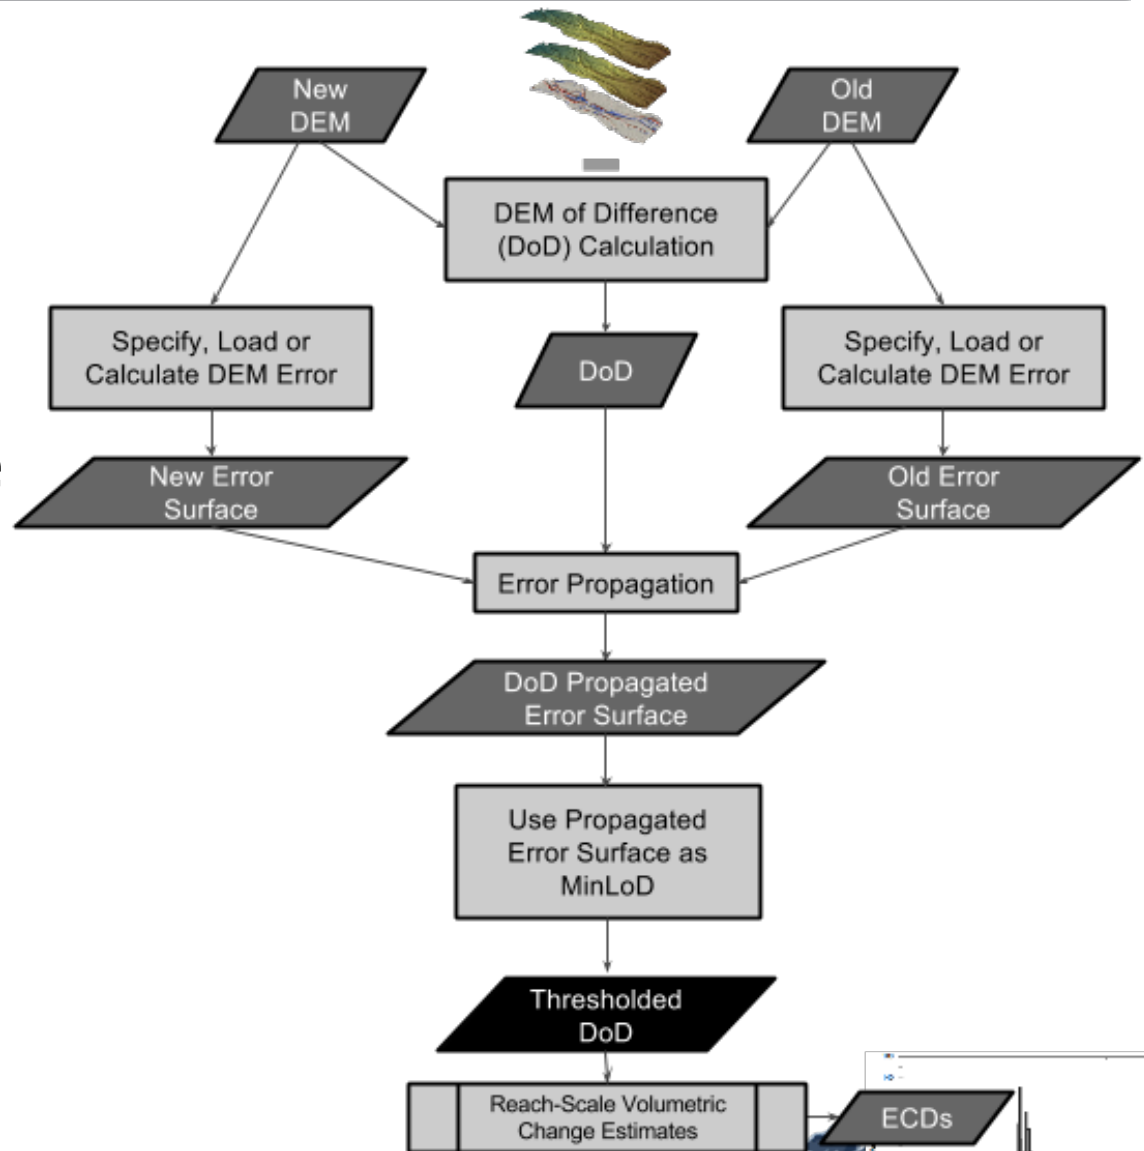 New
DEM
Old
DEM
DEM of Difference
(DoD) Calculation
Specify, Load or
Calculate DEM Error
DoD
Specify, Load or
Calculate DEM Error
New Error
Surface
Old Error
Surface
Error Propagation
DoD Propagated
Error Surface
Use Propagated
Error Surface as
MinLoD
Thresholded
DoD
Reach-Scale Volumetric
Change Estimates
ECDs